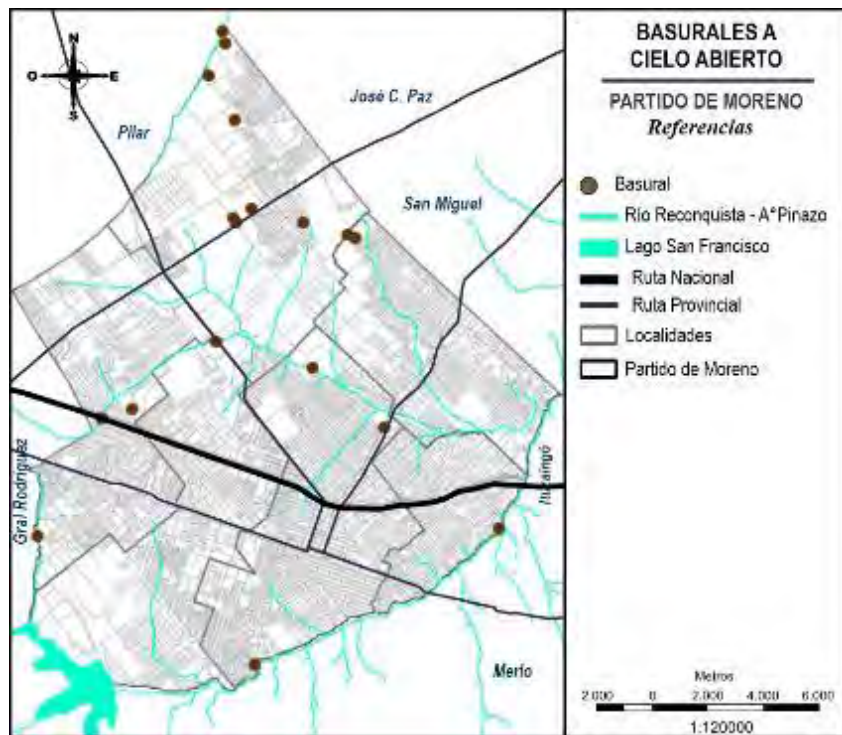 BASURALES A
CIELO ABIERTO
PARTIDO DE MORENO
Referencias
Basural
Río Reconquista - A°Pinazo
Lago San Francisco
Ruta Nacional
Ruta Provincial
Localidades
Partido de Moreno
N
O
E
S
José C. Paz
Pilar
San Miguel
Gral Rodríguez
Ituzaingó
Merlo
Metros
2.000 0 2.000 4.000 6.000
1:120000